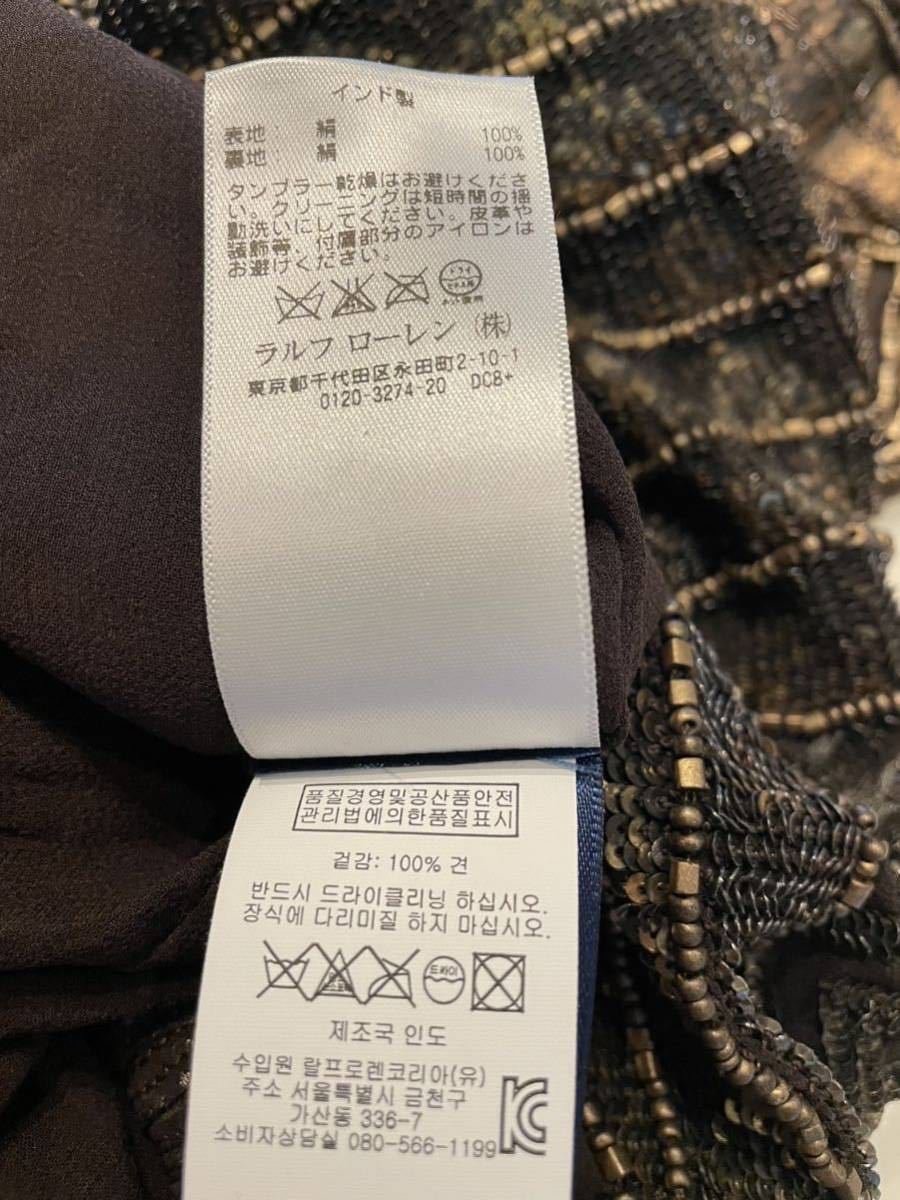 インド製
表地: 絹 100%
裏地: 絹 100%
タンブラー乾燥はお避けくださ
い。クリーニングは短時間の揺
動洗いにしてください。皮革や
装飾等、付属部分のアイロンは
お避けください。
ドライ
ラルフ ローレン (株)
東京都千代田区永田町2-10-1
0120-3274-20 DC8+
품질경영및공산품안전
관리법에의한품질표시
겉감: 100% 견
반드시 드라이클리닝 하십시오.
장식에 다리미질 하지 마십시오.
드라이
제조국 인도
수입원 랄프로렌코리아(유)
주소 서울특별시 금천구
가산동 336-7
소비자상담실 080-566-1199